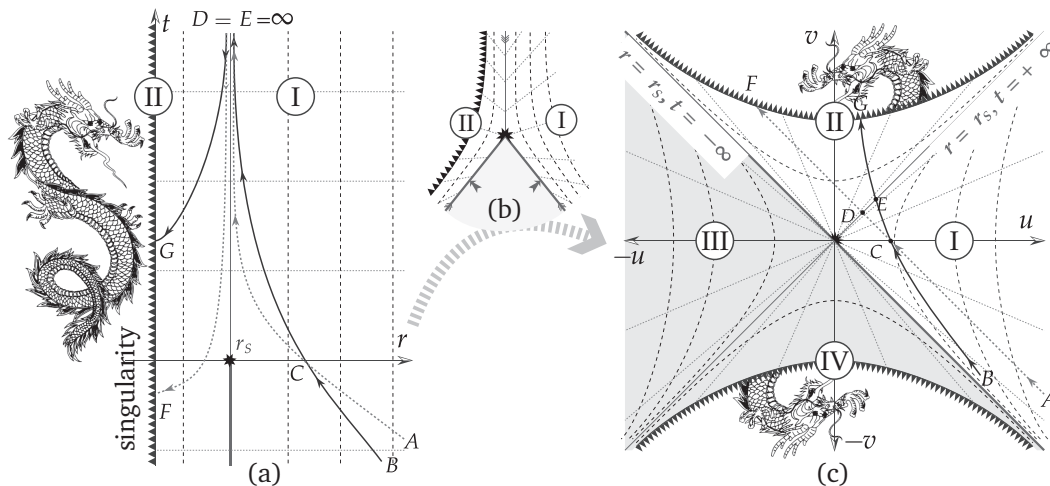 t
D = E = ∞
II
I
G
r_S
r
C
F
A
B
singularity
(a)
II
I
(b)
v
r = r_S, t = −∞
r = r_S, t = + ∞
F
G
II
D
E
C
III
I
−u
u
IV
B
A
−v
(c)